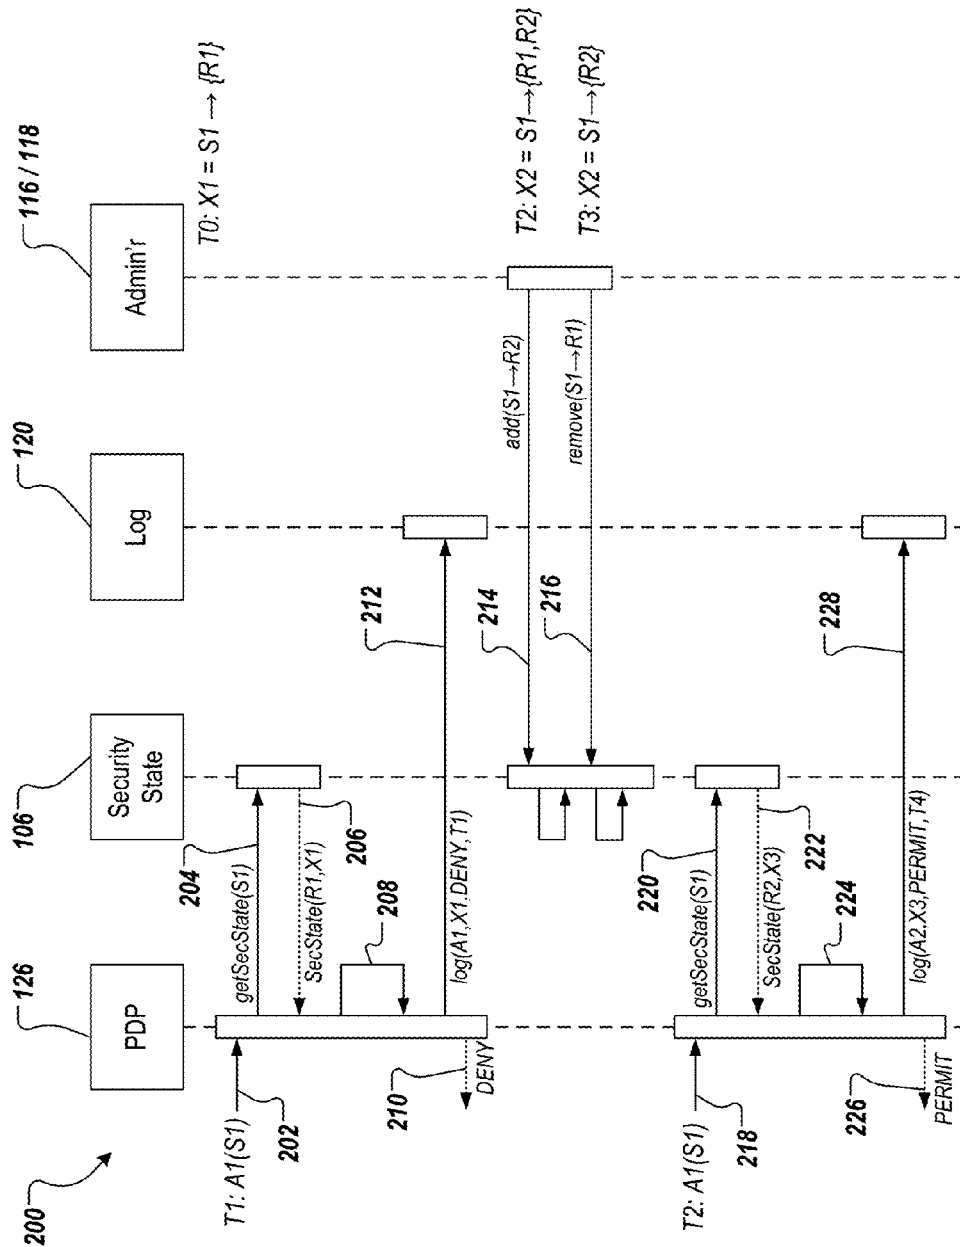 200
126
PDP
106
Security
State
120
Log
116 / 118
Admin'r
T0: X1 = S1 → {R1}
T1: A1(S1)
202
getSecState(S1)
204
SecState(R1,X1)
206
208
210
DENY
log(A1,X1.DENY,T1)
212
add(S1→R2)
214
T2: X2 = S1→{R1,R2}
remove(S1→R1)
216
T3: X2 = S1→{R2}
T2: A1(S1)
218
getSecState(S1)
220
SecState(R2,X3)
222
224
226
PERMIT
log(A2.X3,PERMIT,T4)
228